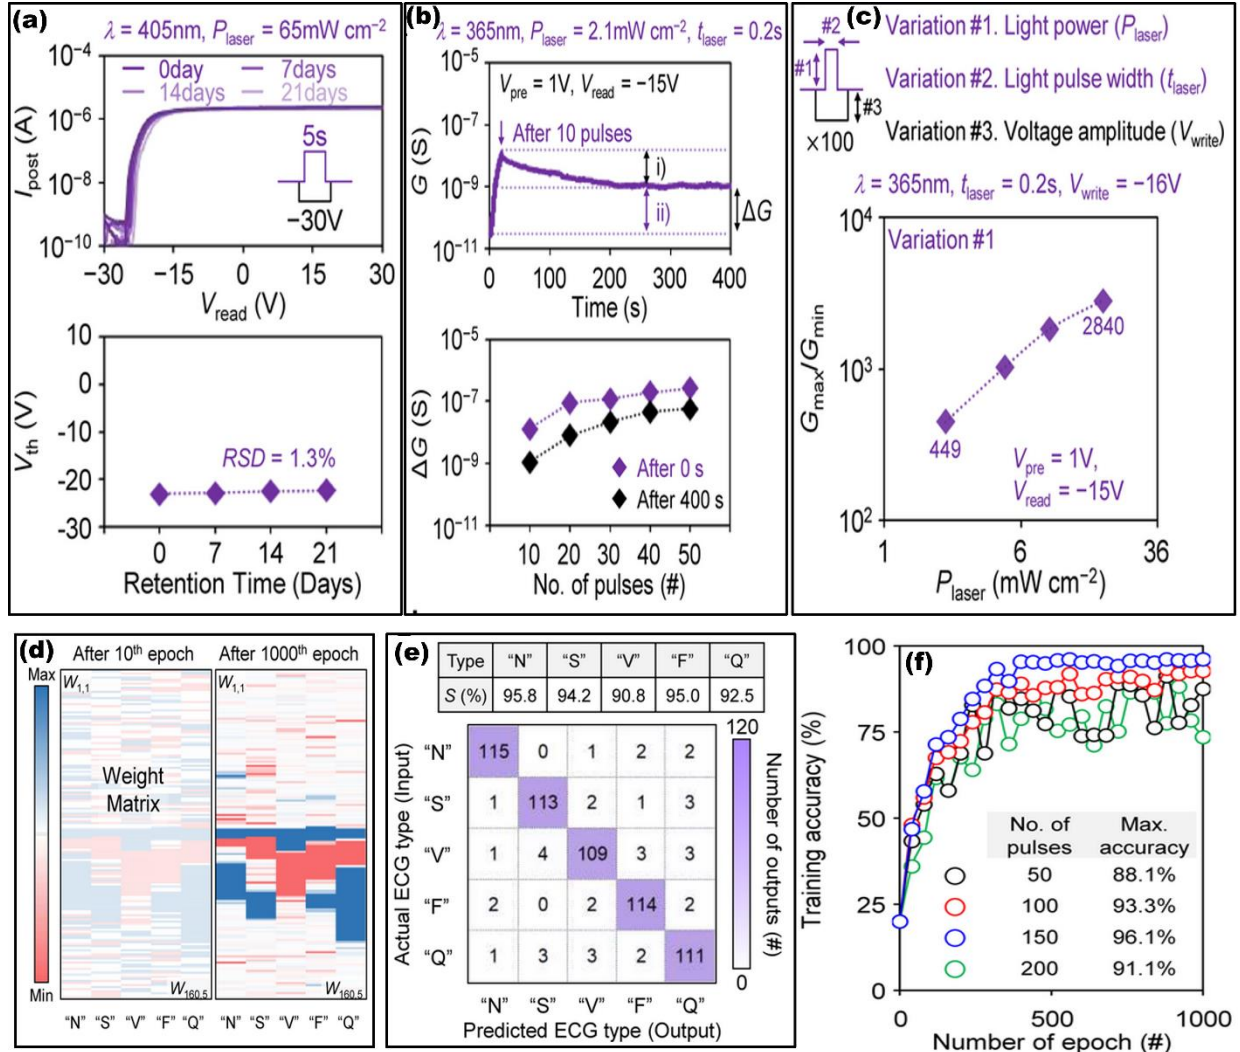 (a)
λ = 405nm, Plaser = 65mW cm−2
10−4
10−6
10−8
10−10
Ipost (A)
0day
7days
14days
21days
5s
−30V
−30
−15
0
15
30
Vread (V)
10
0
-10
-20
-30
Vth (V)
RSD = 1.3%
0
7
14
21
Retention Time (Days)
(b)
λ = 365nm, Plaser = 2.1mW cm−2, tlaser = 0.2s
10−5
10−7
10−9
10−11
G (S)
Vpre = 1V, Vread = −15V
After 10 pulses
i)
ii)
ΔG
0
100
200
300
400
Time (s)
10−5
10−7
10−9
10−11
ΔG (S)
After 0 s
After 400 s
10
20
30
40
50
No. of pulses (#)
(c)
#2
#1
#3
×100
Variation #1. Light power (Plaser)
Variation #2. Light pulse width (tlaser)
Variation #3. Voltage amplitude (Vwrite)
λ = 365nm, tlaser = 0.2s, Vwrite = −16V
104
103
102
Gmax/Gmin
Variation #1
2840
449
Vpre = 1V,
Vread = −15V
1
6
36
Plaser (mW cm−2)
(d)
After 10th epoch
After 1000th epoch
Max
Min
W1,1
W1,1
Weight
Matrix
W160,5
W160,5
"N" "S" "V" "F" "Q"
"N" "S" "V" "F" "Q"
(e)
Type "N" "S" "V" "F" "Q"
S (%) 95.8 94.2 90.8 95.0 92.5
Actual ECG type (Input)
"N" 115 0 1 2 2
"S" 1 113 2 1 3
"V" 1 4 109 3 3
"F" 2 0 2 114 2
"Q" 1 3 3 2 111
"N" "S" "V" "F" "Q"
Predicted ECG type (Output)
120
0
Number of outputs (#)
(f)
100
75
50
25
0
Training accuracy (%)
No. of pulses
Max. accuracy
50 88.1%
100 93.3%
150 96.1%
200 91.1%
0
500
1000
Number of epoch (#)